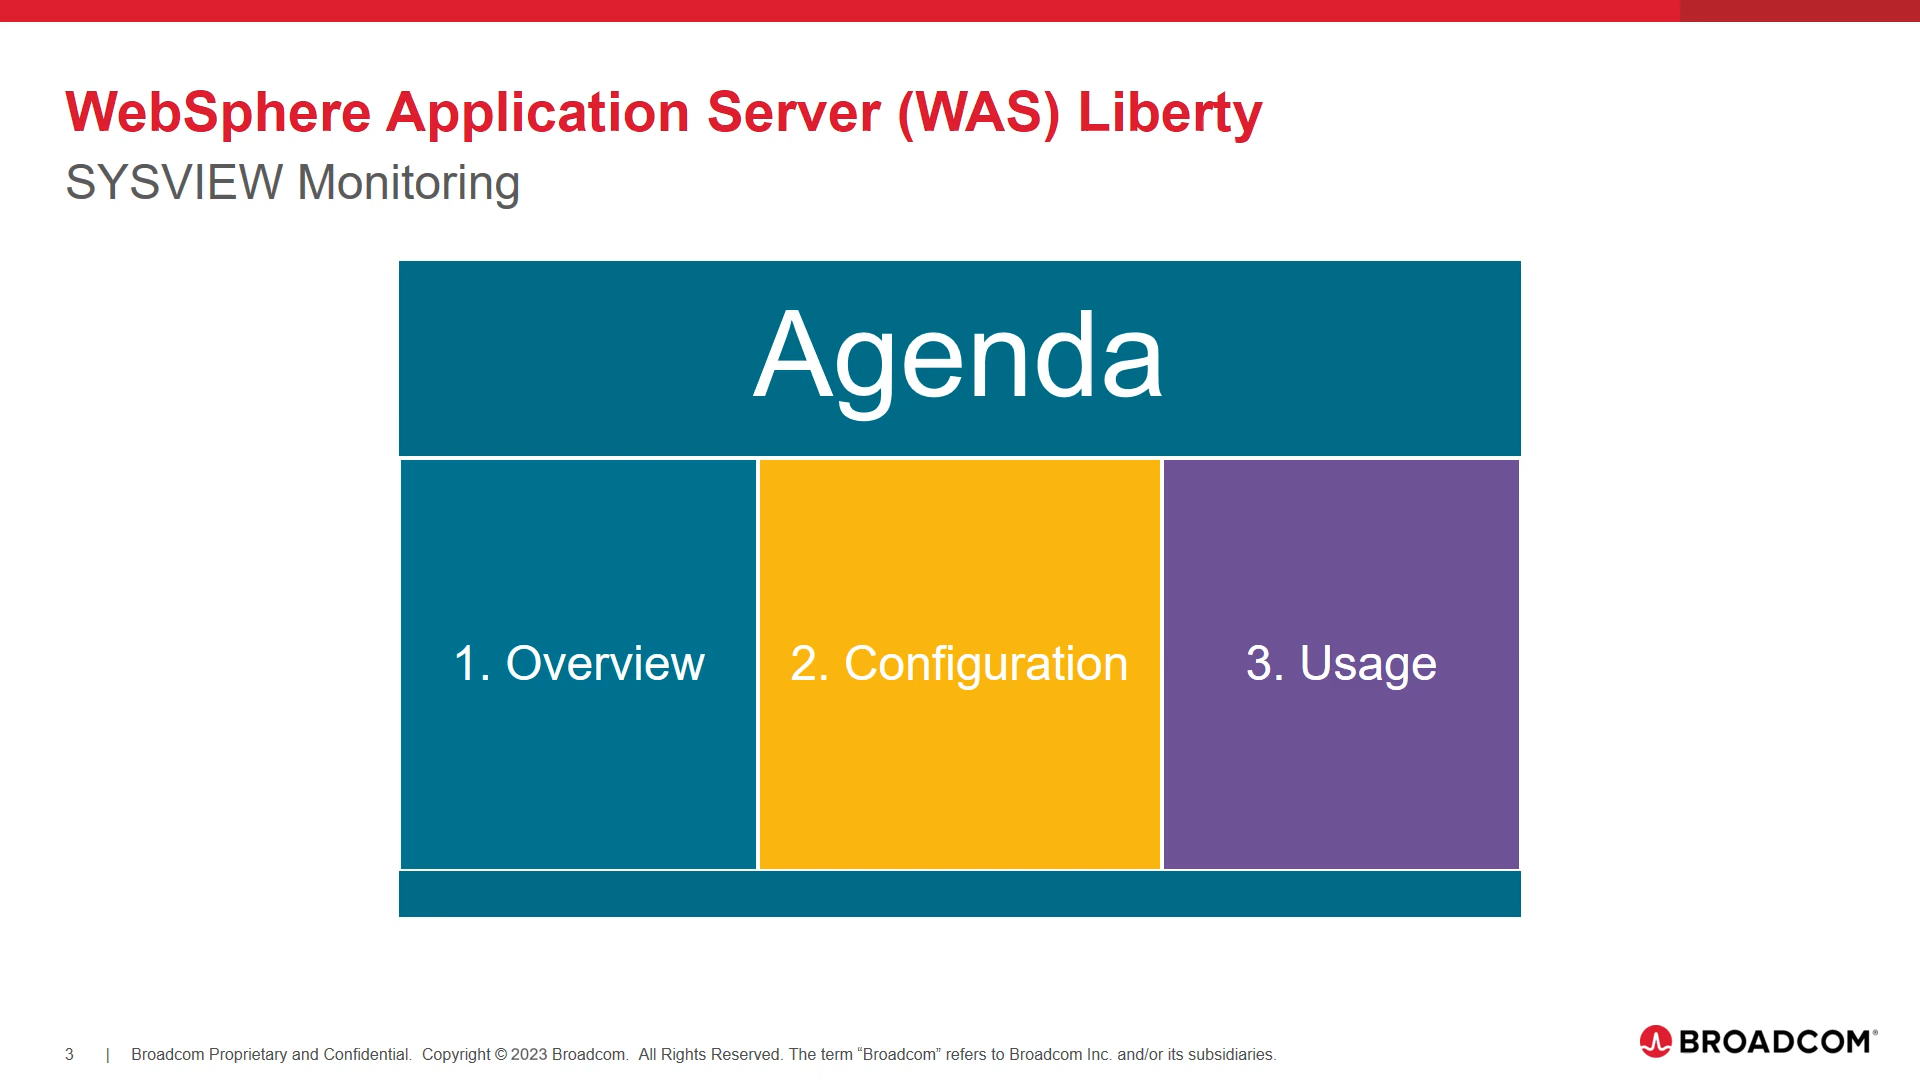 WebSphere Application Server (WAS) Liberty
SYSVIEW Monitoring
Agenda
1. Overview
2. Configuration
3. Usage
3 | Broadcom Proprietary and Confidential. Copyright © 2023 Broadcom. All Rights Reserved. The term “Broadcom” refers to Broadcom Inc. and/or its subsidiaries.
BROADCOM®